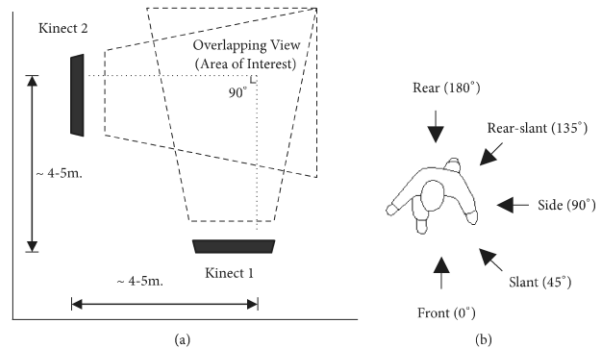 Kinect 2
Overlapping View
(Area of Interest)
90°
~ 4-5m.
Kinect 1
~ 4-5m.
(a)
Rear (180°)
Rear-slant (135°)
Side (90°)
Slant (45°)
Front (0°)
(b)